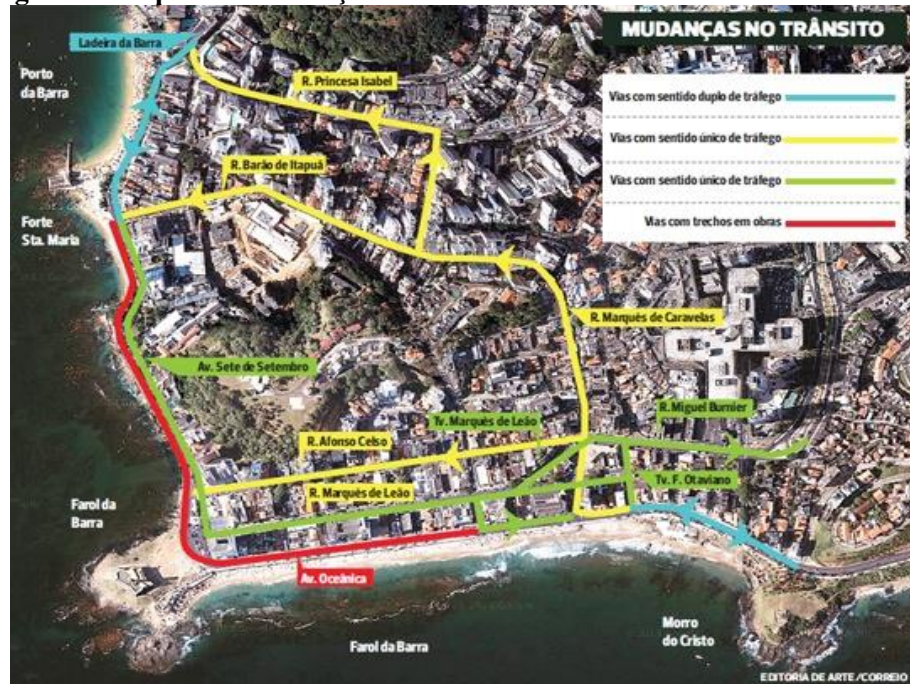 MUDANÇAS NO TRÂNSITO
Ladeira da Barra
Porto
da Barra
R. Princesa Isabel
Vias com sentido duplo de tráfego
Vias com sentido único de tráfego
R. Barão de Itapuã
Vias com sentido único de tráfego
Forte
Sta. Maria
Vias com trechos em obras
R. Marquês de Caravelas
Av. Sete de Setembro
R. Miguel Burnier
Tv. Marquês de Leão
R. Afonso Celso
Tv. F. Otaviano
R. Marquês de Leão
Farol da
Barra
Av. Oceânica
Morro
do Cristo
Farol da Barra
EDITORIA DE ARTE/CORREIO